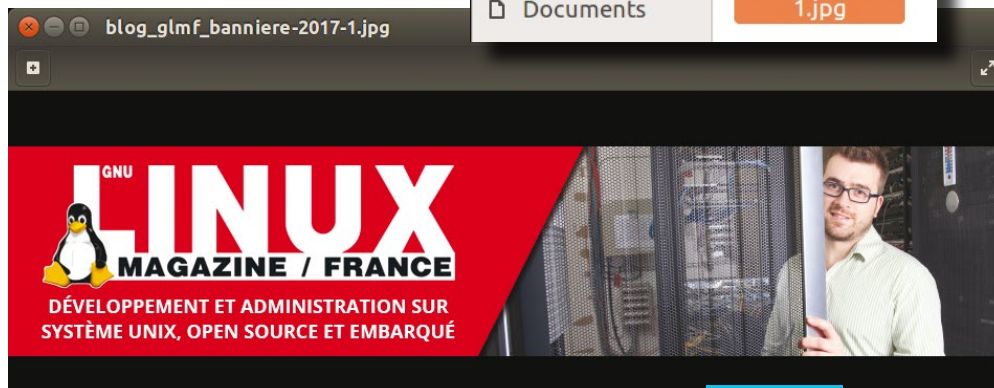 Documents
1.jpg
blog_glmf_banniere-2017-1.jpg
GNU
LINUX
MAGAZINE / FRANCE
DÉVELOPPEMENT ET ADMINISTRATION SUR
SYSTÈME UNIX, OPEN SOURCE ET EMBARQUÉ